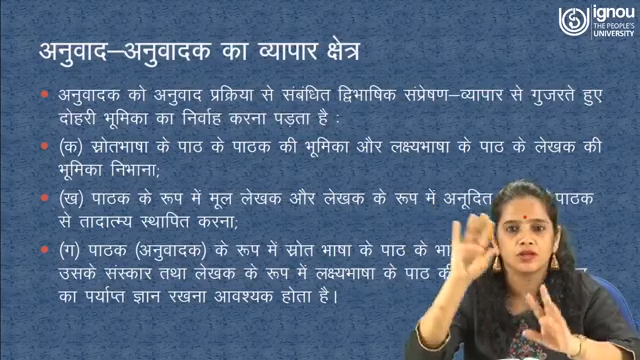 ignou
THE PEOPLE'S
UNIVERSITY
अनुवाद–अनुवादक का व्यापार क्षेत्र
अनुवादक को अनुवाद प्रक्रिया से संबंधित द्विभाषिक संप्रेषण–व्यापार से गुजरते हुए
दोहरी भूमिका का निर्वाह करना पड़ता है :
(क) स्रोतभाषा के पाठ के पाठक की भूमिका और लक्ष्यभाषा के पाठ के लेखक की
भूमिका निभाना;
(ख) पाठक के रूप में मूल लेखक और लेखक के रूप में अनूदित पाठक
से तादात्म्य स्थापित करना;
(ग) पाठक (अनुवादक) के रूप में स्रोत भाषा के पाठ के
उसके संस्कार तथा लेखक के रूप में लक्ष्यभाषा के पाठ
का पर्याप्त ज्ञान रखना आवश्यक होता है।